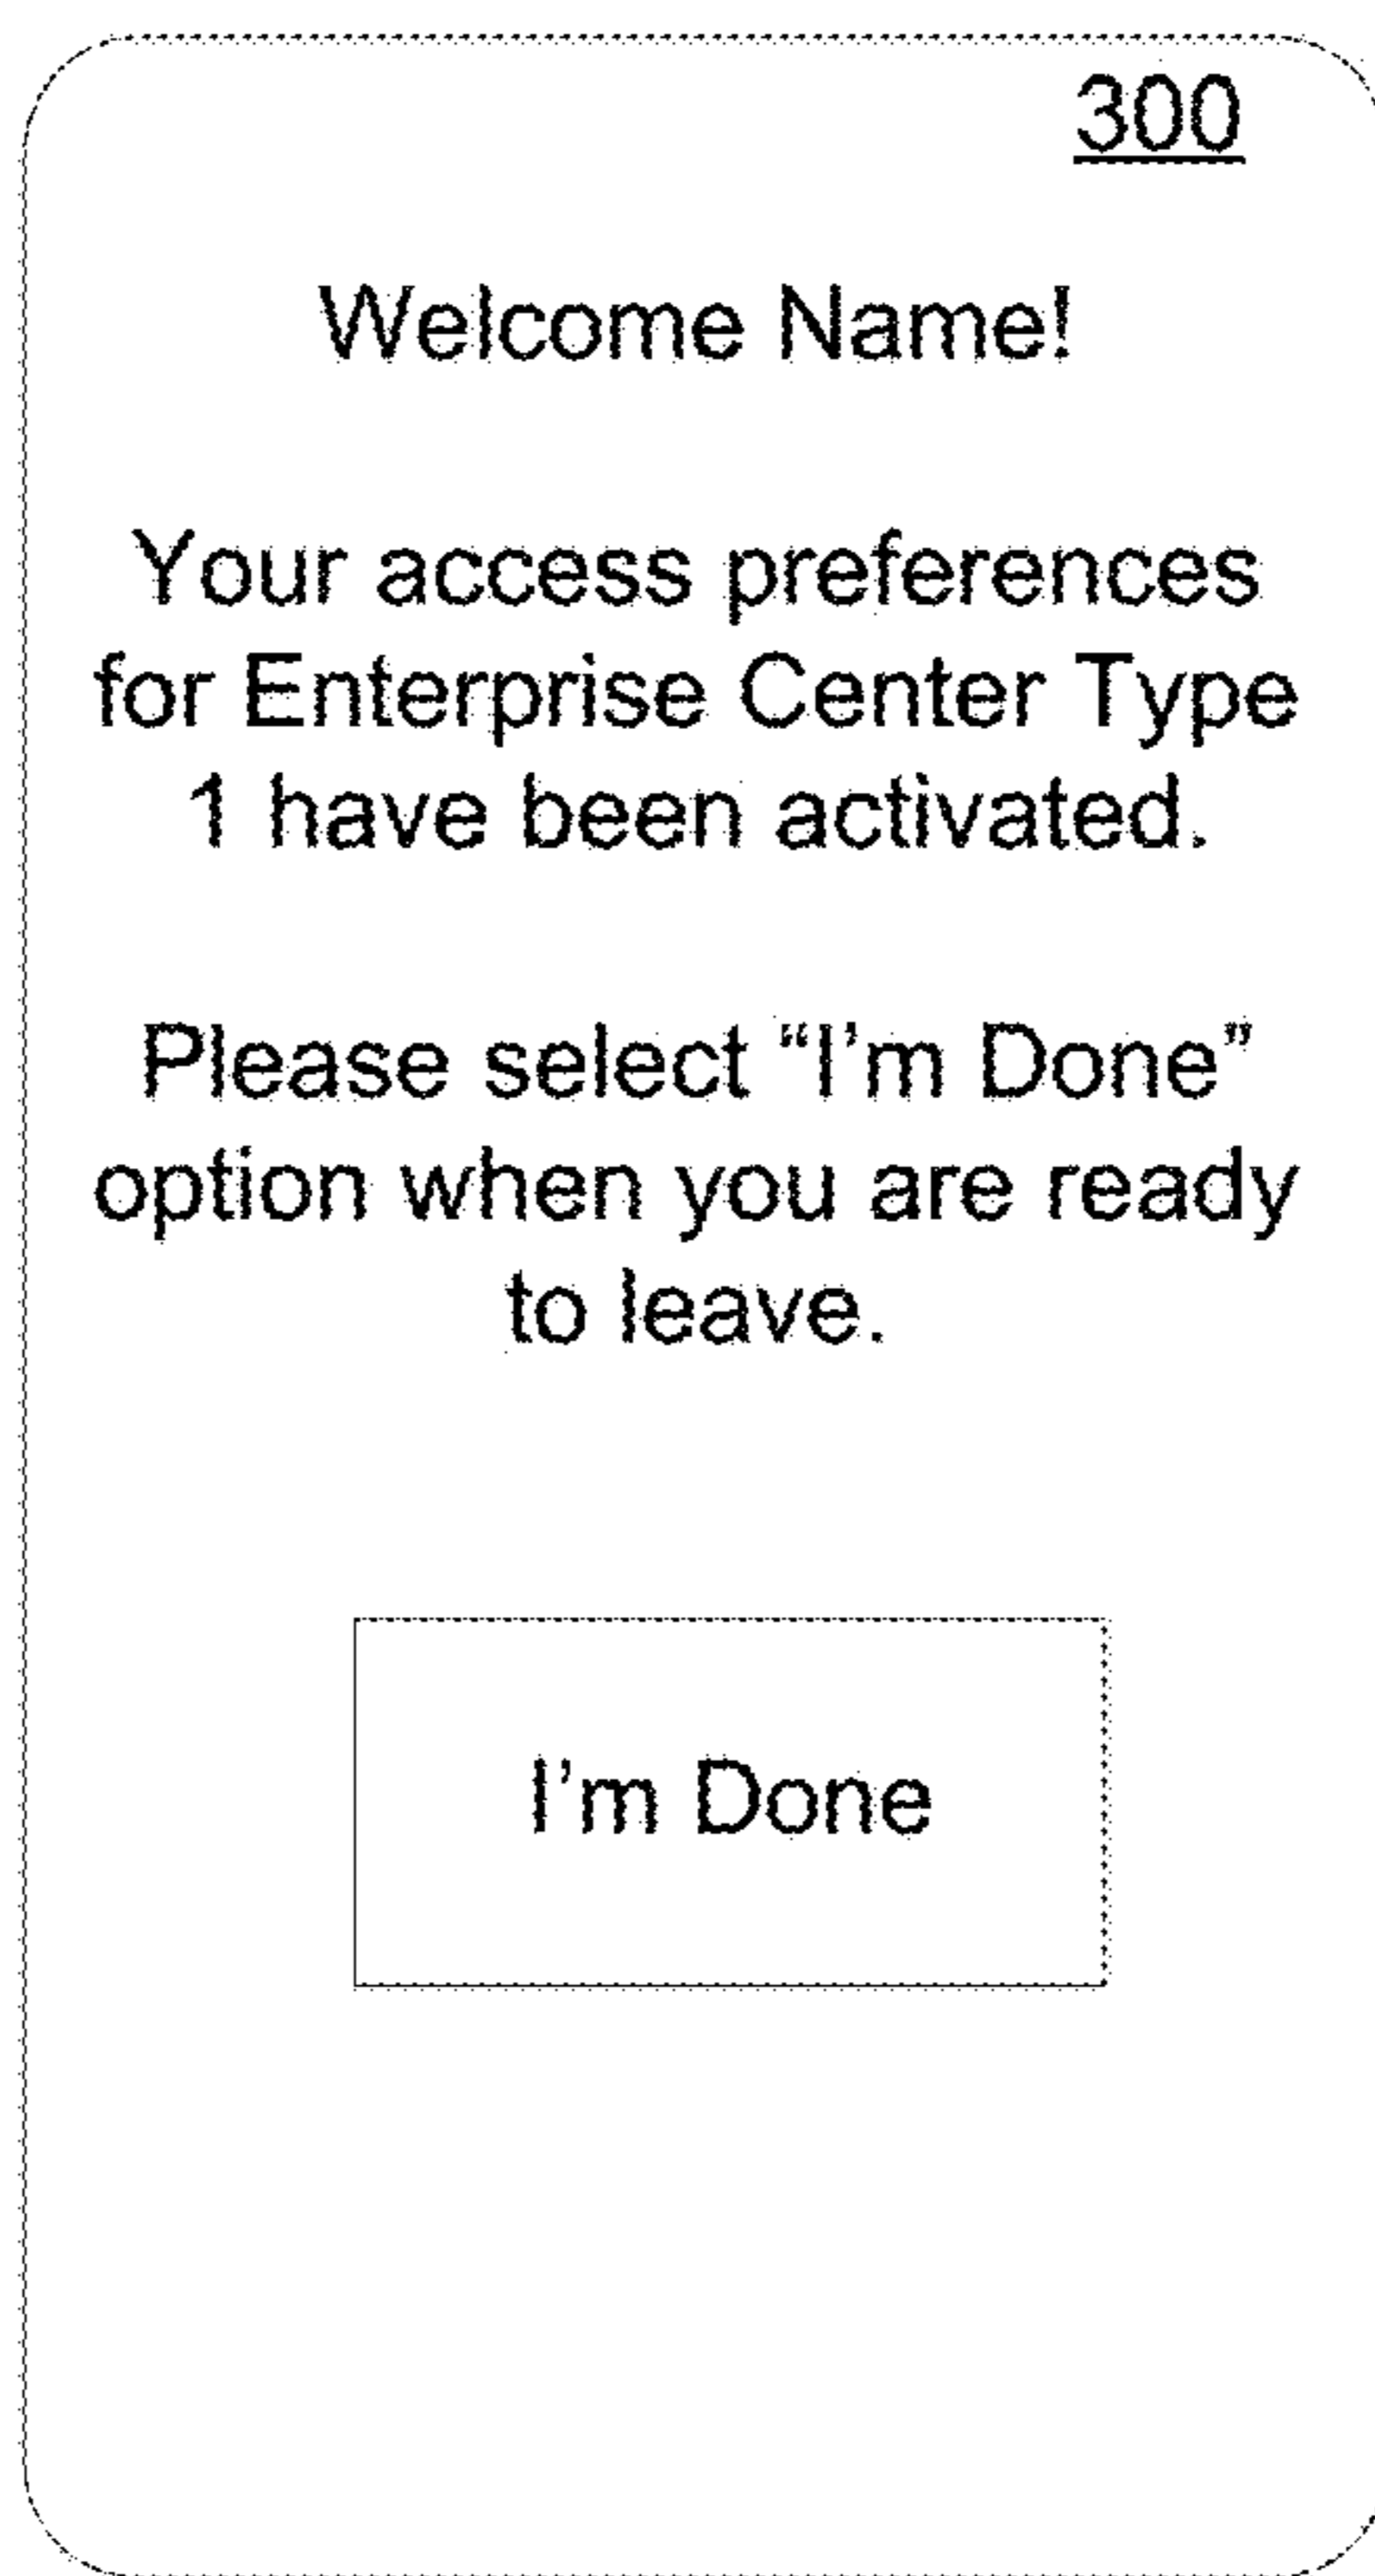 300
Welcome Name!
Your access preferences
for Enterprise Center Type
1 have been activated.
Please select “I’m Done”
option when you are ready
to leave.
I’m Done